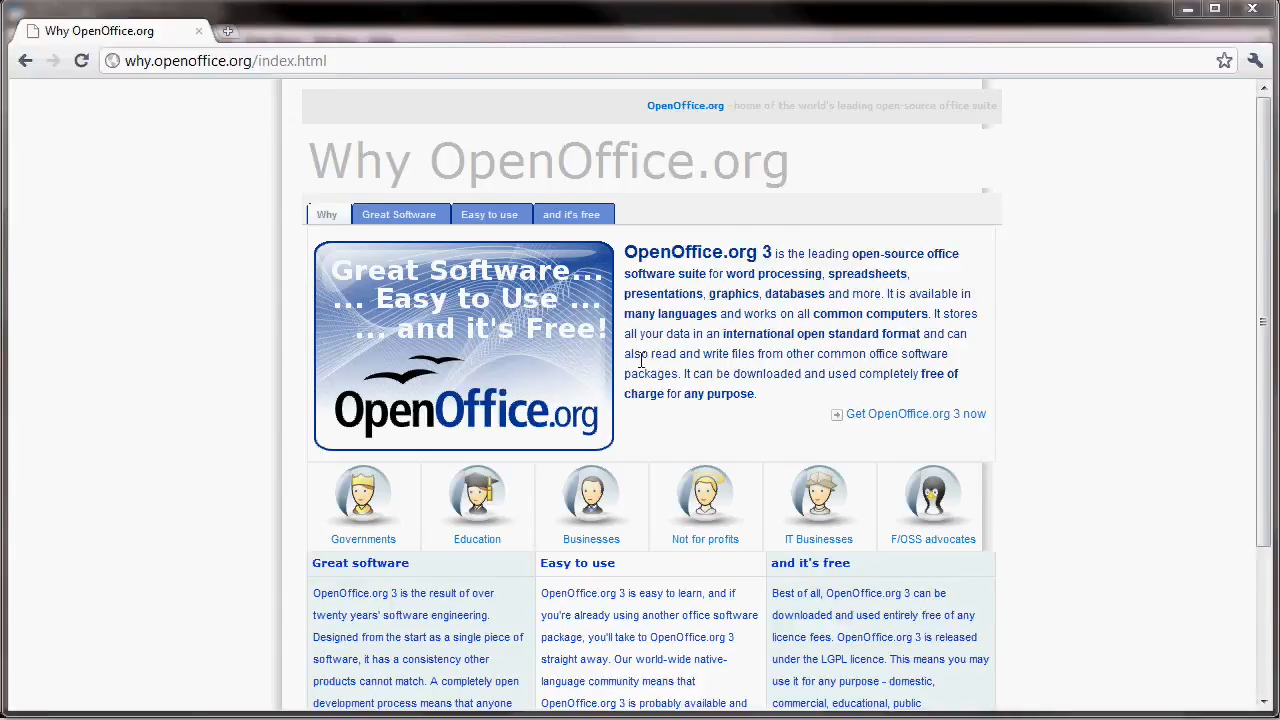 Why OpenOffice.org
why.openoffice.org/index.html
OpenOffice.org - home of the world's leading open-source office suite
Why OpenOffice.org
Why
Great Software
Easy to use
and it's free
Great Software...
... Easy to Use ...
... and it's Free!
OpenOffice.org
OpenOffice.org 3 is the leading open-source office
software suite for word processing, spreadsheets,
presentations, graphics, databases and more. It is available in
many languages and works on all common computers. It stores
all your data in an international open standard format and can
also read and write files from other common office software
packages. It can be downloaded and used completely free of
charge for any purpose.
Get OpenOffice.org 3 now
Governments
Education
Businesses
Not for profits
IT Businesses
F/OSS advocates
Great software
OpenOffice.org 3 is the result of over
twenty years' software engineering.
Designed from the start as a single piece of
software, it has a consistency other
products cannot match. A completely open
development process means that anyone
Easy to use
OpenOffice.org 3 is easy to learn, and if
you're already using another office software
package, you'll take to OpenOffice.org 3
straight away. Our world-wide native-
language community means that
OpenOffice.org 3 is probably available and
and it's free
Best of all, OpenOffice.org 3 can be
downloaded and used entirely free of any
licence fees. OpenOffice.org 3 is released
under the LGPL licence. This means you may
use it for any purpose - domestic,
commercial, educational, public